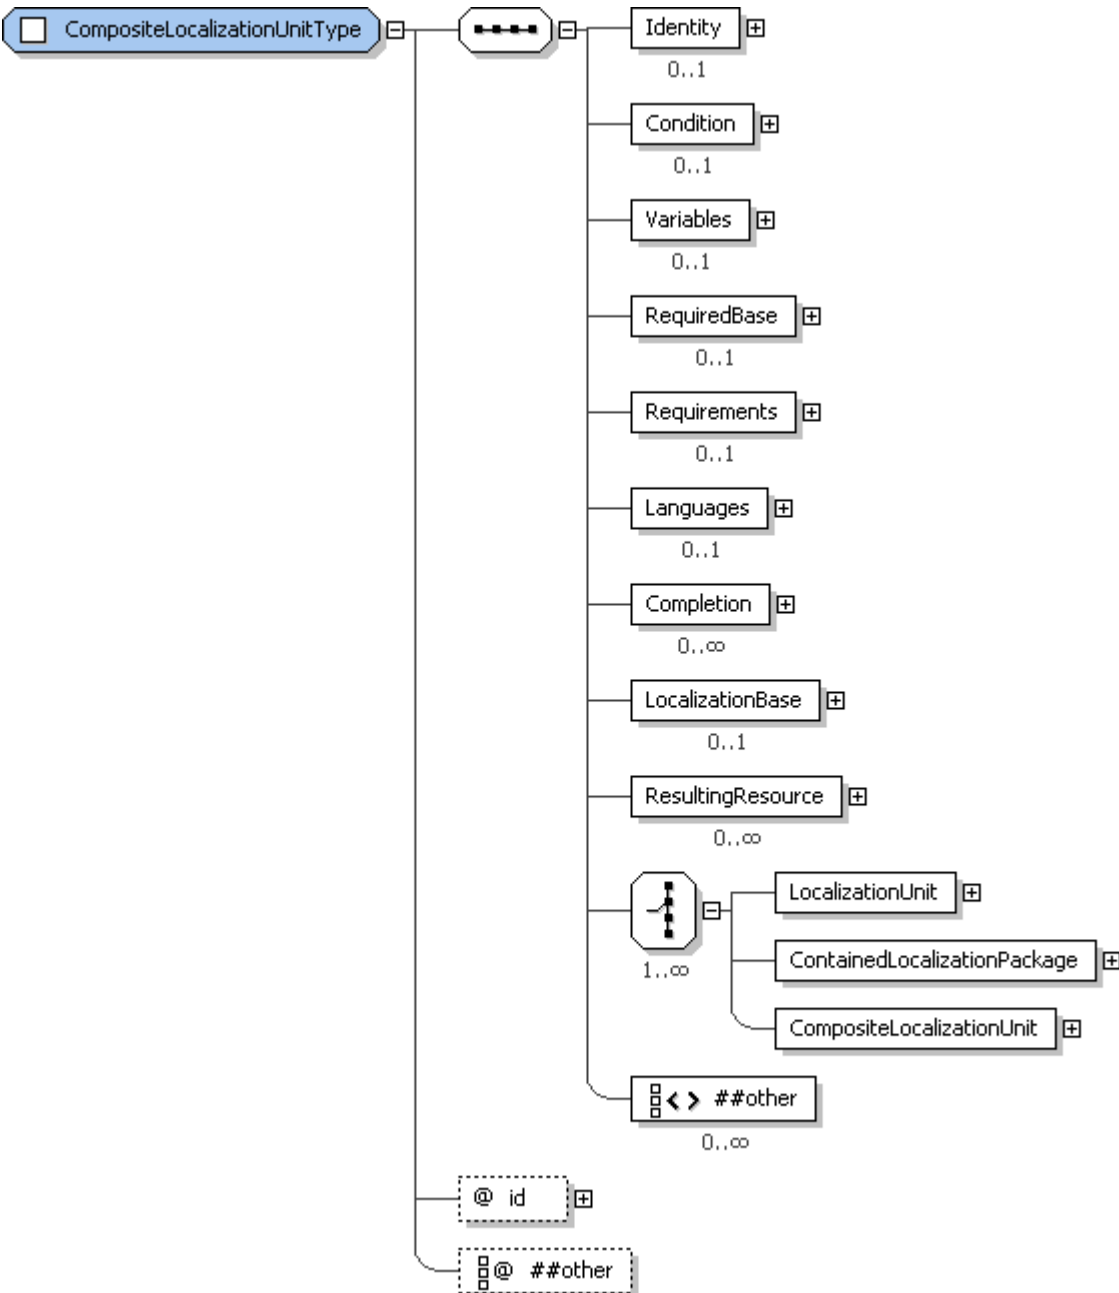 CompositeLocalizationUnitType
Identity
0..1
Condition
0..1
Variables
0..1
RequiredBase
0..1
Requirements
0..1
Languages
0..1
Completion
0..∞
LocalizationBase
0..1
ResultingResource
0..∞
1..∞
LocalizationUnit
ContainedLocalizationPackage
CompositeLocalizationUnit
<> ##other
0..∞
@ id
@ ##other